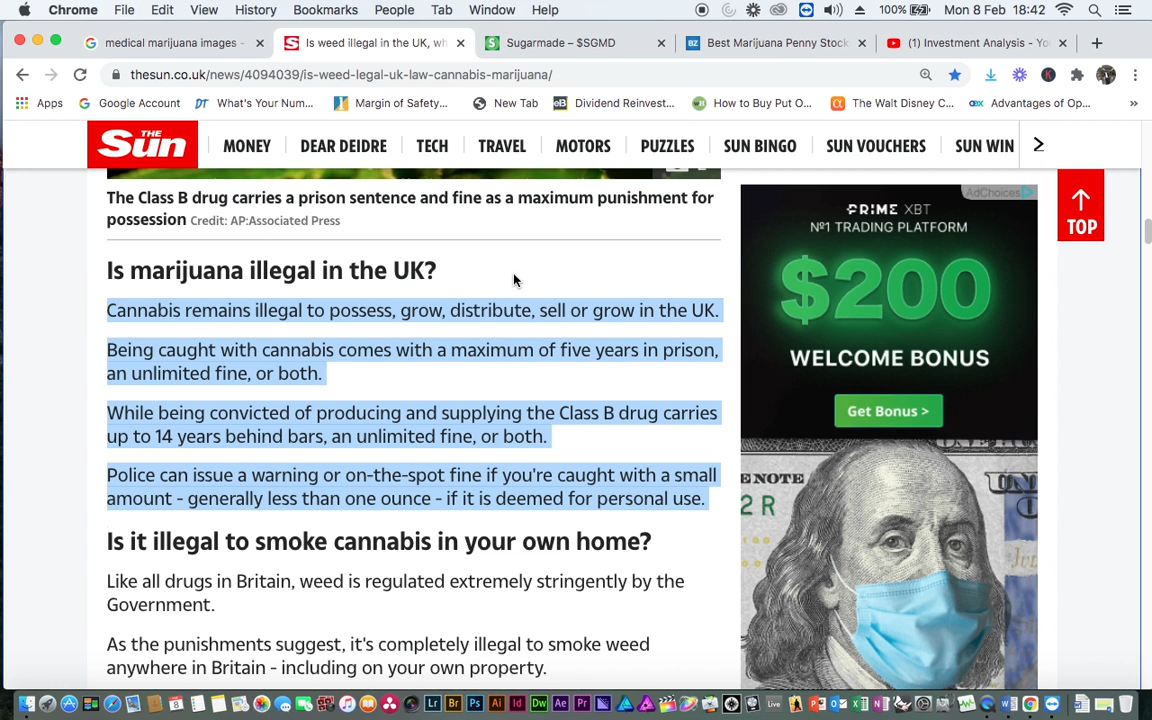 Chrome File Edit View History Bookmarks People Tab Window Help 100% Mon 8 Feb 18:42
medical marijuana images - Is weed illegal in the UK, wh Sugarmade – $SGMD Best Marijuana Penny Stock (1) Investment Analysis - Yo
thesun.co.uk/news/4094039/is-weed-legal-uk-law-cannabis-marijuana/
Apps Google Account What's Your Num... Margin of Safety... New Tab Dividend Reinvest... How to Buy Put O... The Walt Disney C... Advantages of Op... »
THE Sun MONEY DEAR DEIDRE TECH TRAVEL MOTORS PUZZLES SUN BINGO SUN VOUCHERS SUN WIN
The Class B drug carries a prison sentence and fine as a maximum punishment for
possession Credit: AP:Associated Press
Is marijuana illegal in the UK?
Cannabis remains illegal to possess, grow, distribute, sell or grow in the UK.
Being caught with cannabis comes with a maximum of five years in prison,
an unlimited fine, or both.
While being convicted of producing and supplying the Class B drug carries
up to 14 years behind bars, an unlimited fine, or both.
Police can issue a warning or on-the-spot fine if you're caught with a small
amount - generally less than one ounce - if it is deemed for personal use.
Is it illegal to smoke cannabis in your own home?
Like all drugs in Britain, weed is regulated extremely stringently by the
Government.
As the punishments suggest, it's completely illegal to smoke weed
anywhere in Britain - including on your own property.
AdChoices
PRIME XBT
Nº1 TRADING PLATFORM
$200
WELCOME BONUS
Get Bonus >
TOP
Lr Br Ps Ai Id Dw Ae Pr Live